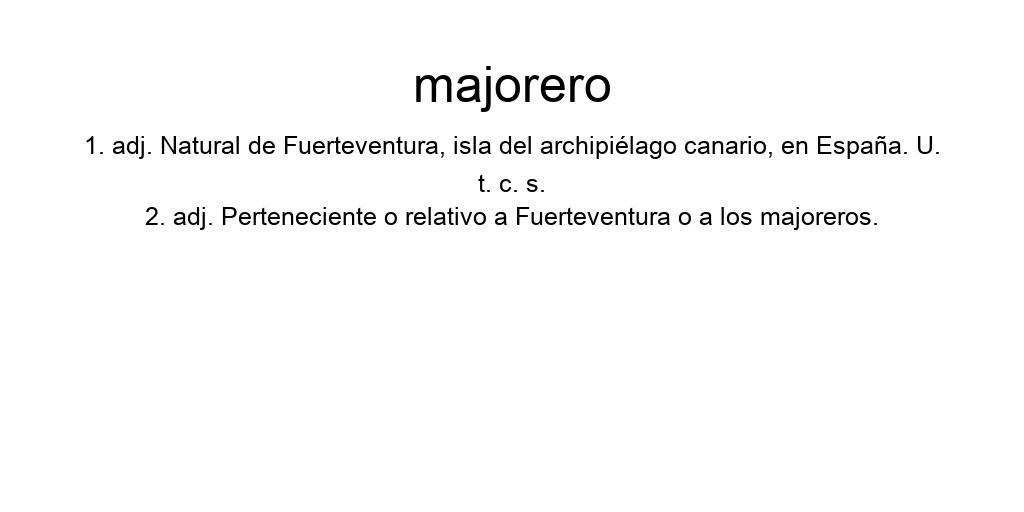 majorero
1. adj. Natural de Fuerteventura, isla del archipiélago canario, en España. U.
t. c. s.
2. adj. Perteneciente o relativo a Fuerteventura o a los majoreros.